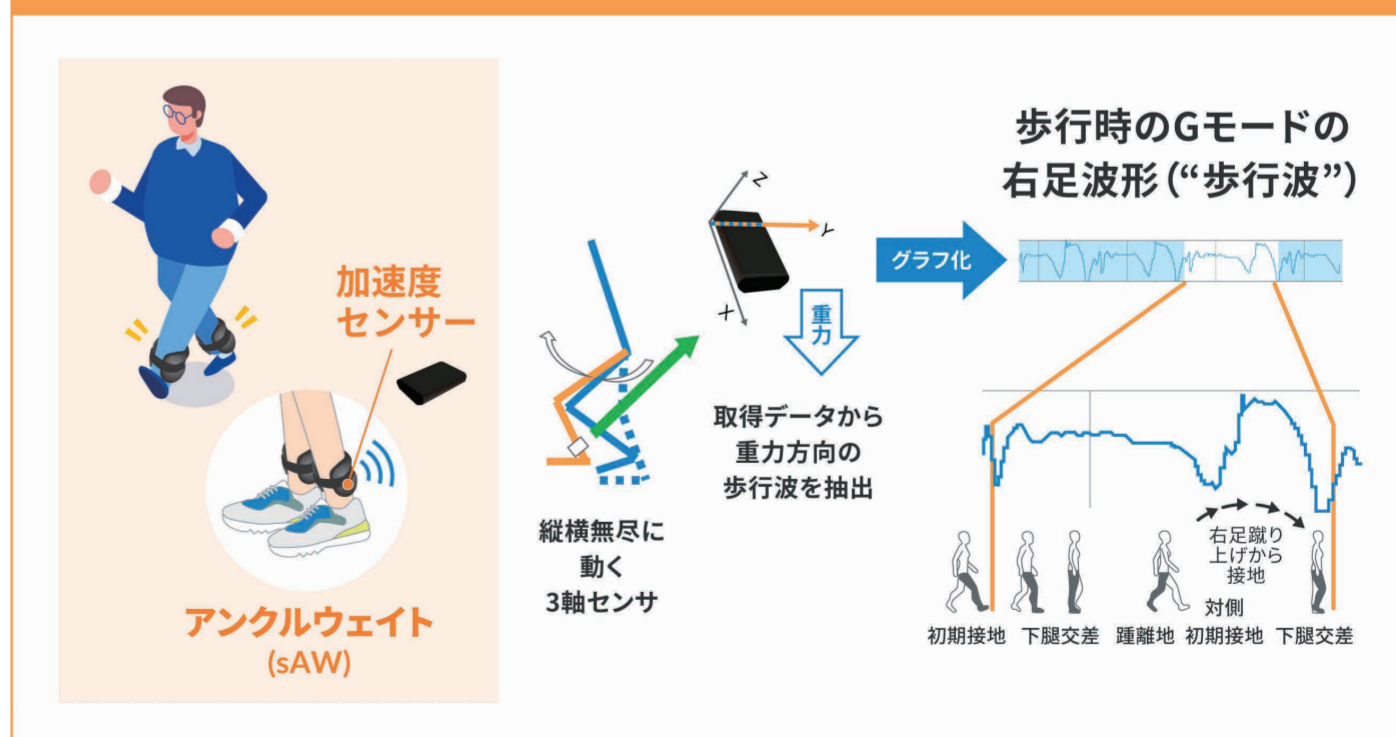 加速度
センサー
アンクルウェイト
(sAW)
縦横無尽に
動く
3軸センサ
Z
Y
X
重力
取得データから
重力方向の
歩行波を抽出
グラフ化
歩行時のGモードの
右足波形(“歩行波”)
右足蹴り
上げから
接地
対側
初期接地 下腿交差 踵離地 初期接地 下腿交差